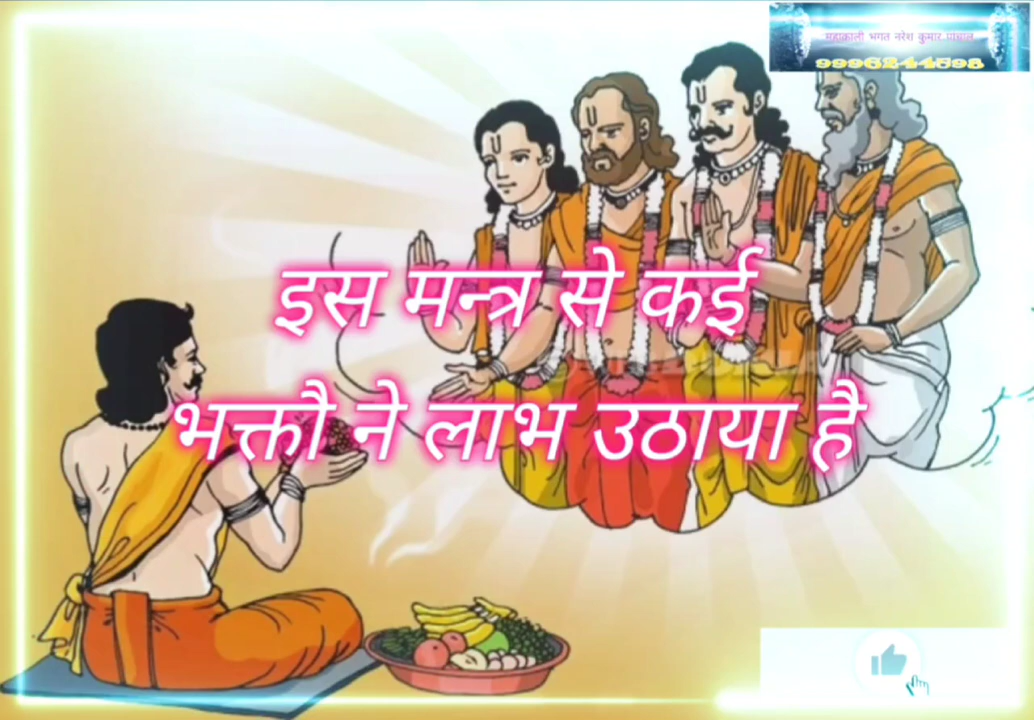 महाकाली भगत नरेश कुमार पांचाल
9996244598
इस मन्त्र से कई
भक्तौ ने लाभ उठाया है